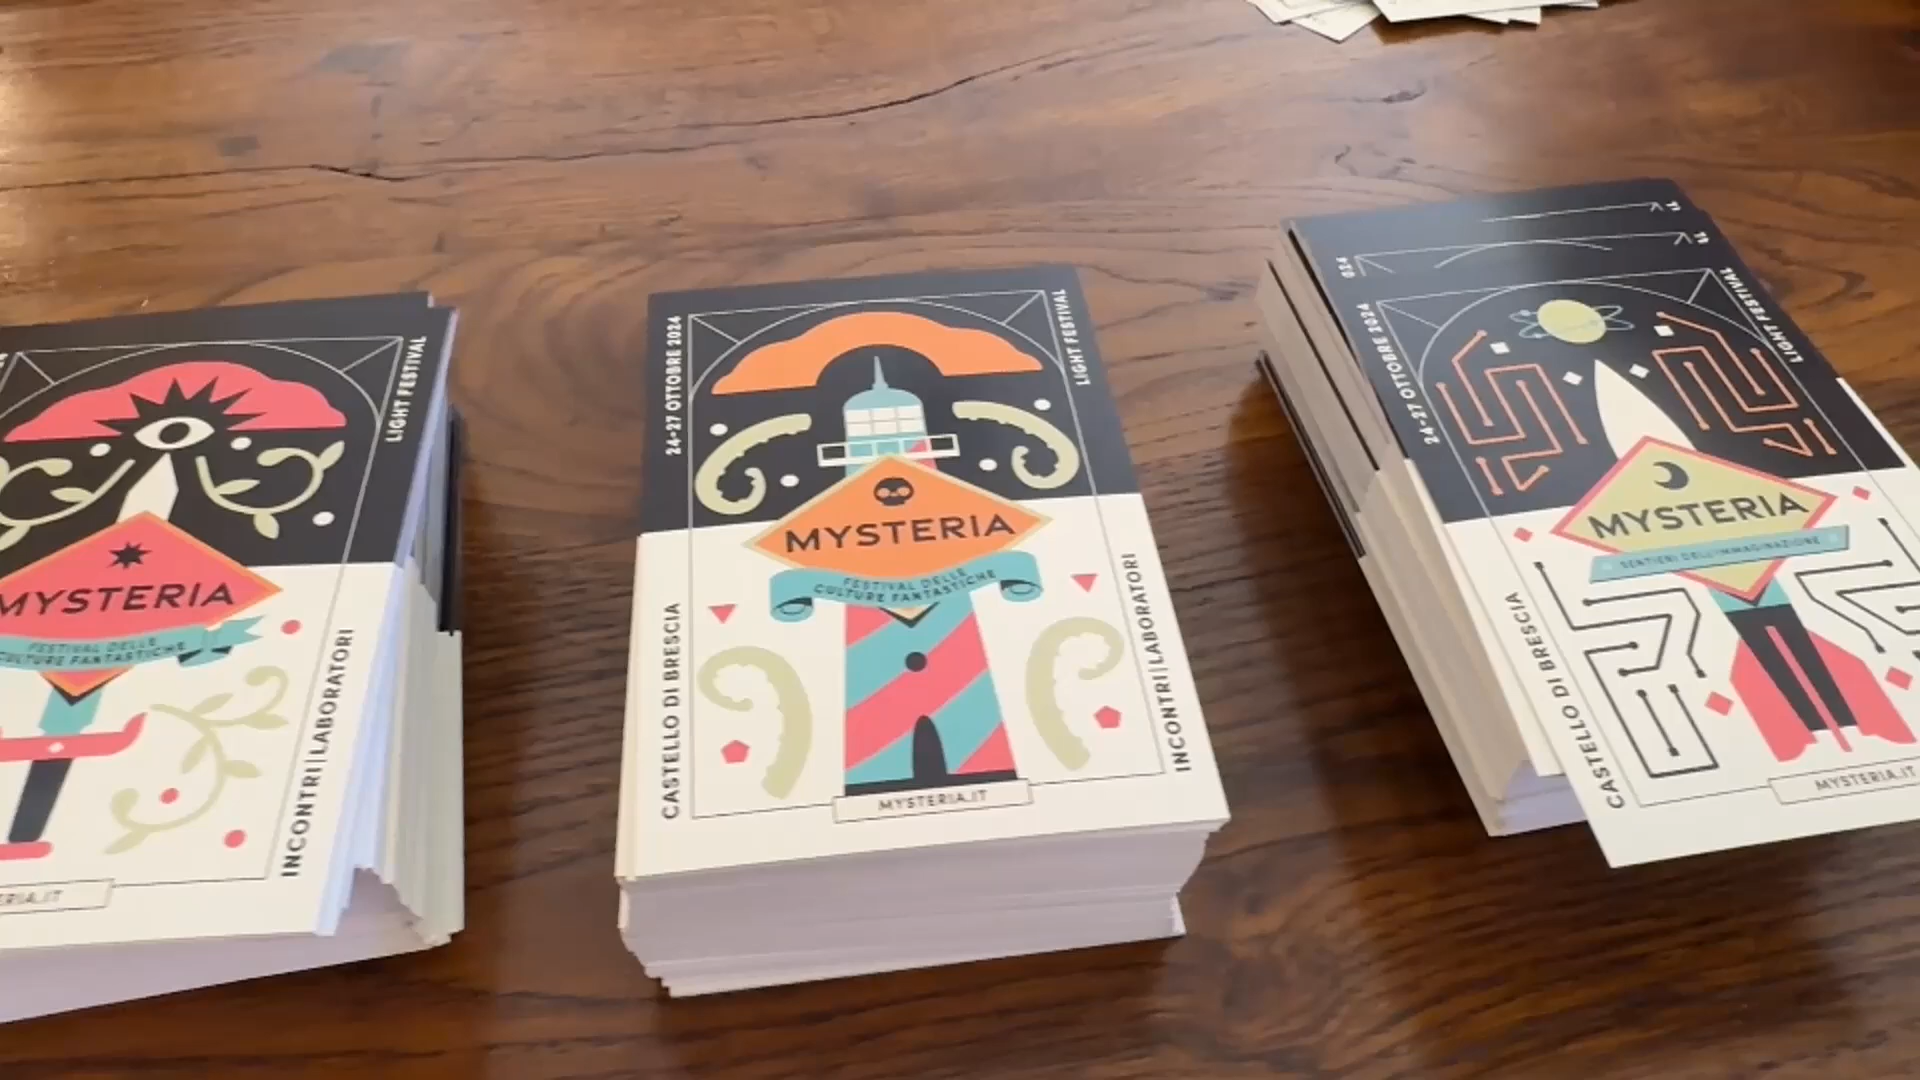 LIGHT FESTIVAL
MYSTERIA
FESTIVAL DELLE
CULTURE FANTASTICHE
INCONTRI | LABORATORI
24-27 OTTOBRE 2024
LIGHT FESTIVAL
MYSTERIA
FESTIVAL DELLE
CULTURE FANTASTICHE
CASTELLO DI BRESCIA
INCONTRI | LABORATORI
MYSTERIA.IT
24-27 OTTOBRE 2024
LIGHT FESTIVAL
MYSTERIA
SENTIERI DELL'IMMAGINAZIONE
CASTELLO DI BRESCIA
MYSTERIA.IT